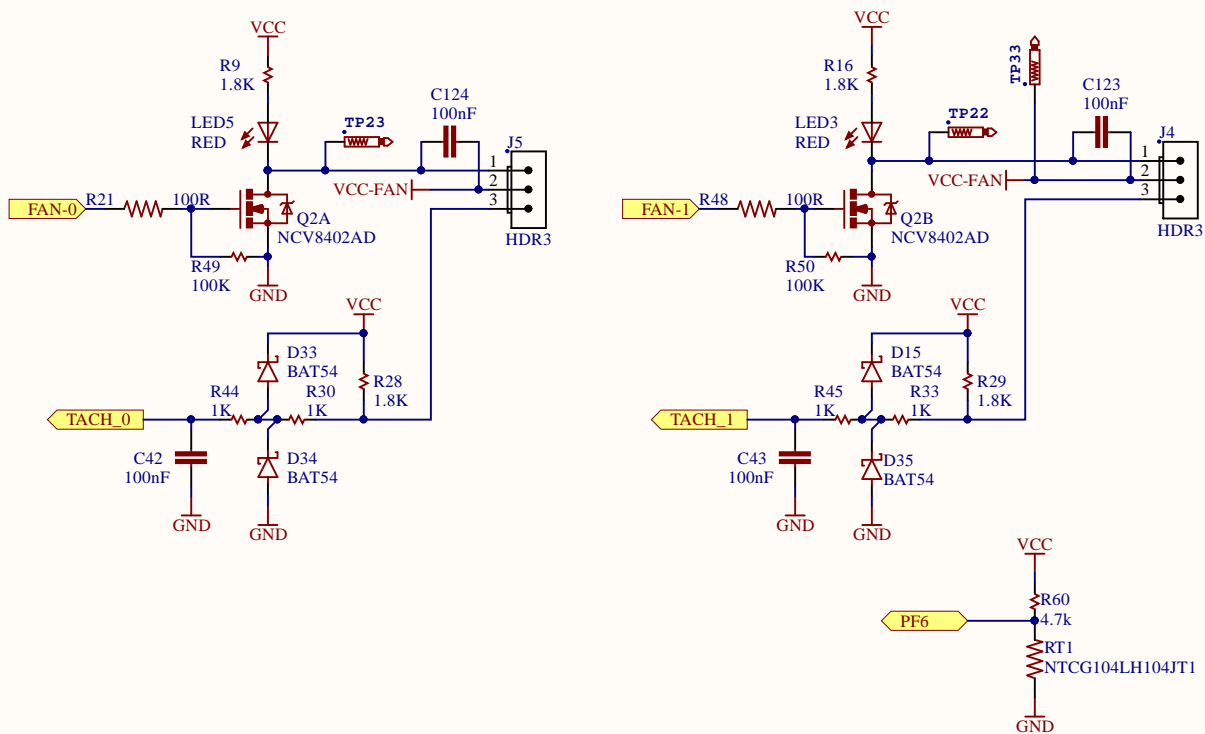 VCC
R9
1.8K
LED5
RED
TP23
C124
100nF
J5
1
2
3
HDR3
VCC-FAN
FAN-0
R21
100R
Q2A
NCV8402AD
R49
100K
GND
VCC
D33
BAT54
R44
1K
R30
1K
R28
1.8K
TACH_0
C42
100nF
D34
BAT54
GND
GND
VCC
R16
1.8K
LED3
RED
TP22
TP33
C123
100nF
J4
1
2
3
HDR3
VCC-FAN
FAN-1
R48
100R
Q2B
NCV8402AD
R50
100K
GND
VCC
D15
BAT54
R45
1K
R33
1K
R29
1.8K
TACH_1
C43
100nF
D35
BAT54
GND
GND
VCC
R60
4.7k
PF6
RT1
NTCG104LH104JT1
GND